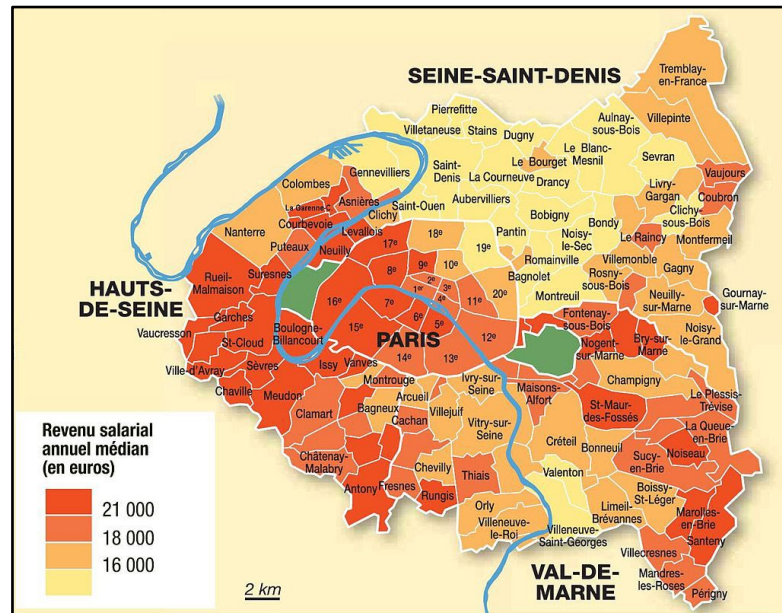 SEINE-SAINT-DENIS
Tremblay-
en-France
Pierrefitte
Villetaneuse
Stains
Dugny
Aulnay-
sous-Bois
Villepinte
Le Bourget
Le Blanc-
Mesnil
Sevran
Gennevilliers
Saint-
Denis
La Courneuve
Drancy
Vaujours
Coubron
Colombes
La Garenne-C.
Asnières
Saint-Ouen
Aubervilliers
Livry-
Gargan
Clichy-
sous-Bois
Courbevoie
Clichy
Bobigny
Bondy
Nanterre
Levallois
17e
18e
19e
Pantin
Noisy-
le-Sec
Le Raincy
Montfermeil
Puteaux
Neuilly
8e
9e
10e
Romainville
Villemonble
Rueil-
Malmaison
Suresnes
2e
3e
1er
Bagnolet
Rosny-
sous-Bois
Gagny
HAUTS-
DE-SEINE
16e
7e
4e
11e
20e
Montreuil
Neuilly-
sur-Marne
Gournay-
sur-Marne
Garches
Boulogne-
Billancourt
15e
6e
5e
12e
Fontenay-
sous-Bois
Vaucresson
St-Cloud
PARIS
Nogent-
sur-Marne
Bry-sur-
Marne
Noisy-
le-Grand
Ville-d'Avray
Sèvres
Issy
Vanves
14e
13e
Chaville
Meudon
Montrouge
Ivry-sur-
Seine
Maisons-
Alfort
Champigny
Clamart
Bagneux
Arcueil
Cachan
Villejuif
Vitry-sur-
Seine
St-Maur-
des-Fossés
Le Plessis-
Trévise
La Queue-
en-Brie
Châtenay-
Malabry
Chevilly
Créteil
Bonneuil
Sucy-
en-Brie
Noiseau
Antony
Fresnes
Rungis
Thiais
Valenton
Boissy-
St-Léger
Orly
Limeil-
Brévannes
Marolles-
en-Brie
Santeny
Villeneuve-
le-Roi
Villeneuve-
Saint-Georges
Villecresnes
VAL-DE-
MARNE
Mandres-
les-Roses
Périgny
Revenu salarial
annuel médian
(en euros)
21 000
18 000
16 000
2 km